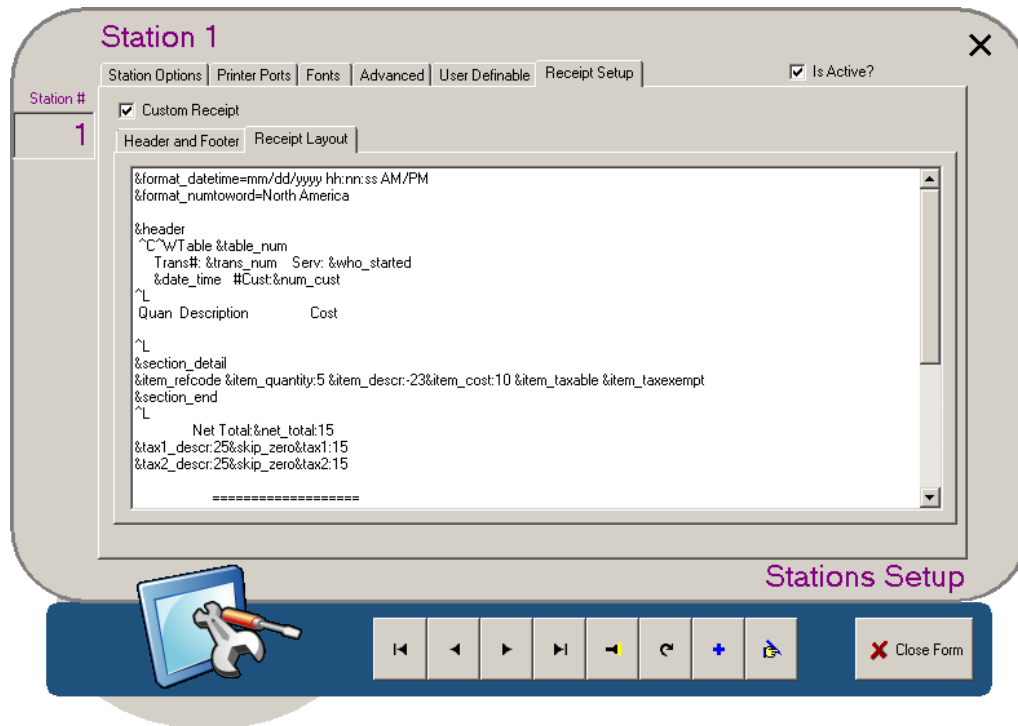 Station 1
Station Options Printer Ports Fonts Advanced User Definable Receipt Setup Is Active?
Station #
1
Custom Receipt
Header and Footer Receipt Layout
&format_datetime=mm/dd/yyyy hh:nn:ss AM/PM
&format_numtoword=North America
&header
^C^WTable &table_num
Trans#: &trans_num Serv: &who_started
&date_time #Cust:&num_cust
^L
Quan Description Cost
^L
&section_detail
&item_refcode &item_quantity:5 &item_descr:-23&item_cost:10 &item_taxable &item_taxexempt
&section_end
^L
Net Total:&net_total:15
&tax1_descr:25&skip_zero&tax1:15
&tax2_descr:25&skip_zero&tax2:15
===================
Stations Setup
Close Form